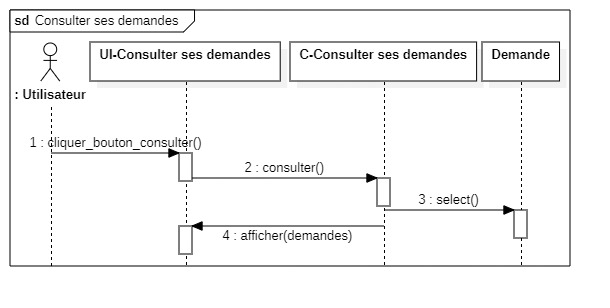 sd Consulter ses demandes
UI-Consulter ses demandes
C-Consulter ses demandes
Demande
: Utilisateur
1 : cliquer_bouton_consulter()
2 : consulter()
3 : select()
4 : afficher(demandes)